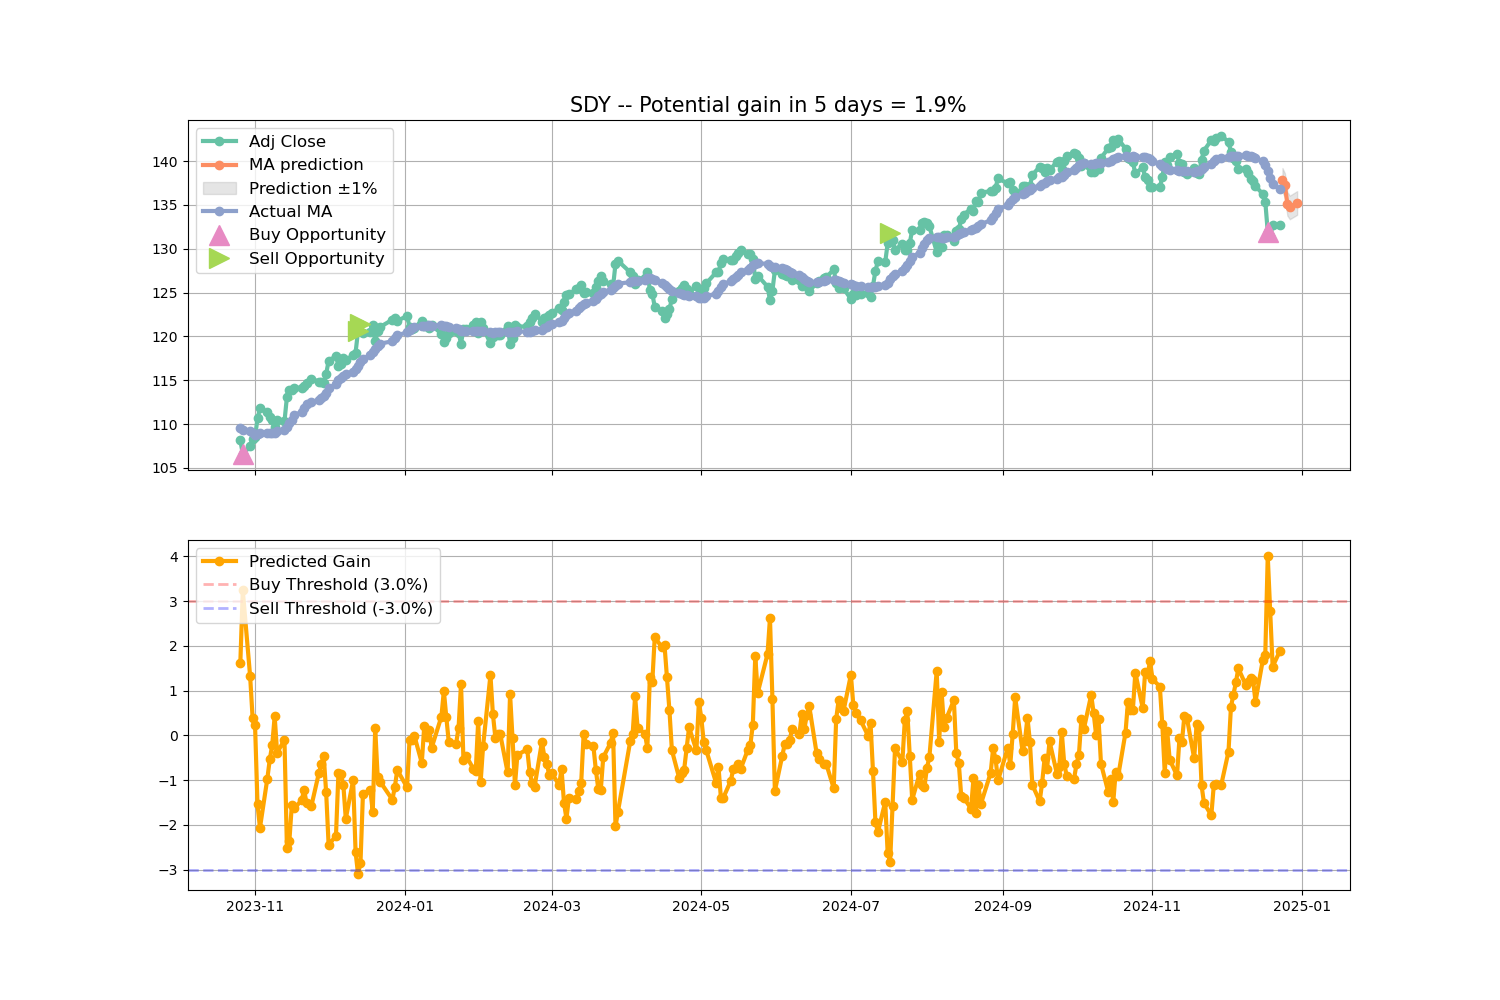 SDY -- Potential gain in 5 days = 1.9%
Adj Close
MA prediction
Prediction ±1%
Actual MA
Buy Opportunity
Sell Opportunity
140
135
130
125
120
115
110
105
Predicted Gain
Buy Threshold (3.0%)
Sell Threshold (-3.0%)
4
3
2
1
0
−1
−2
−3
2023-11
2024-01
2024-03
2024-05
2024-07
2024-09
2024-11
2025-01